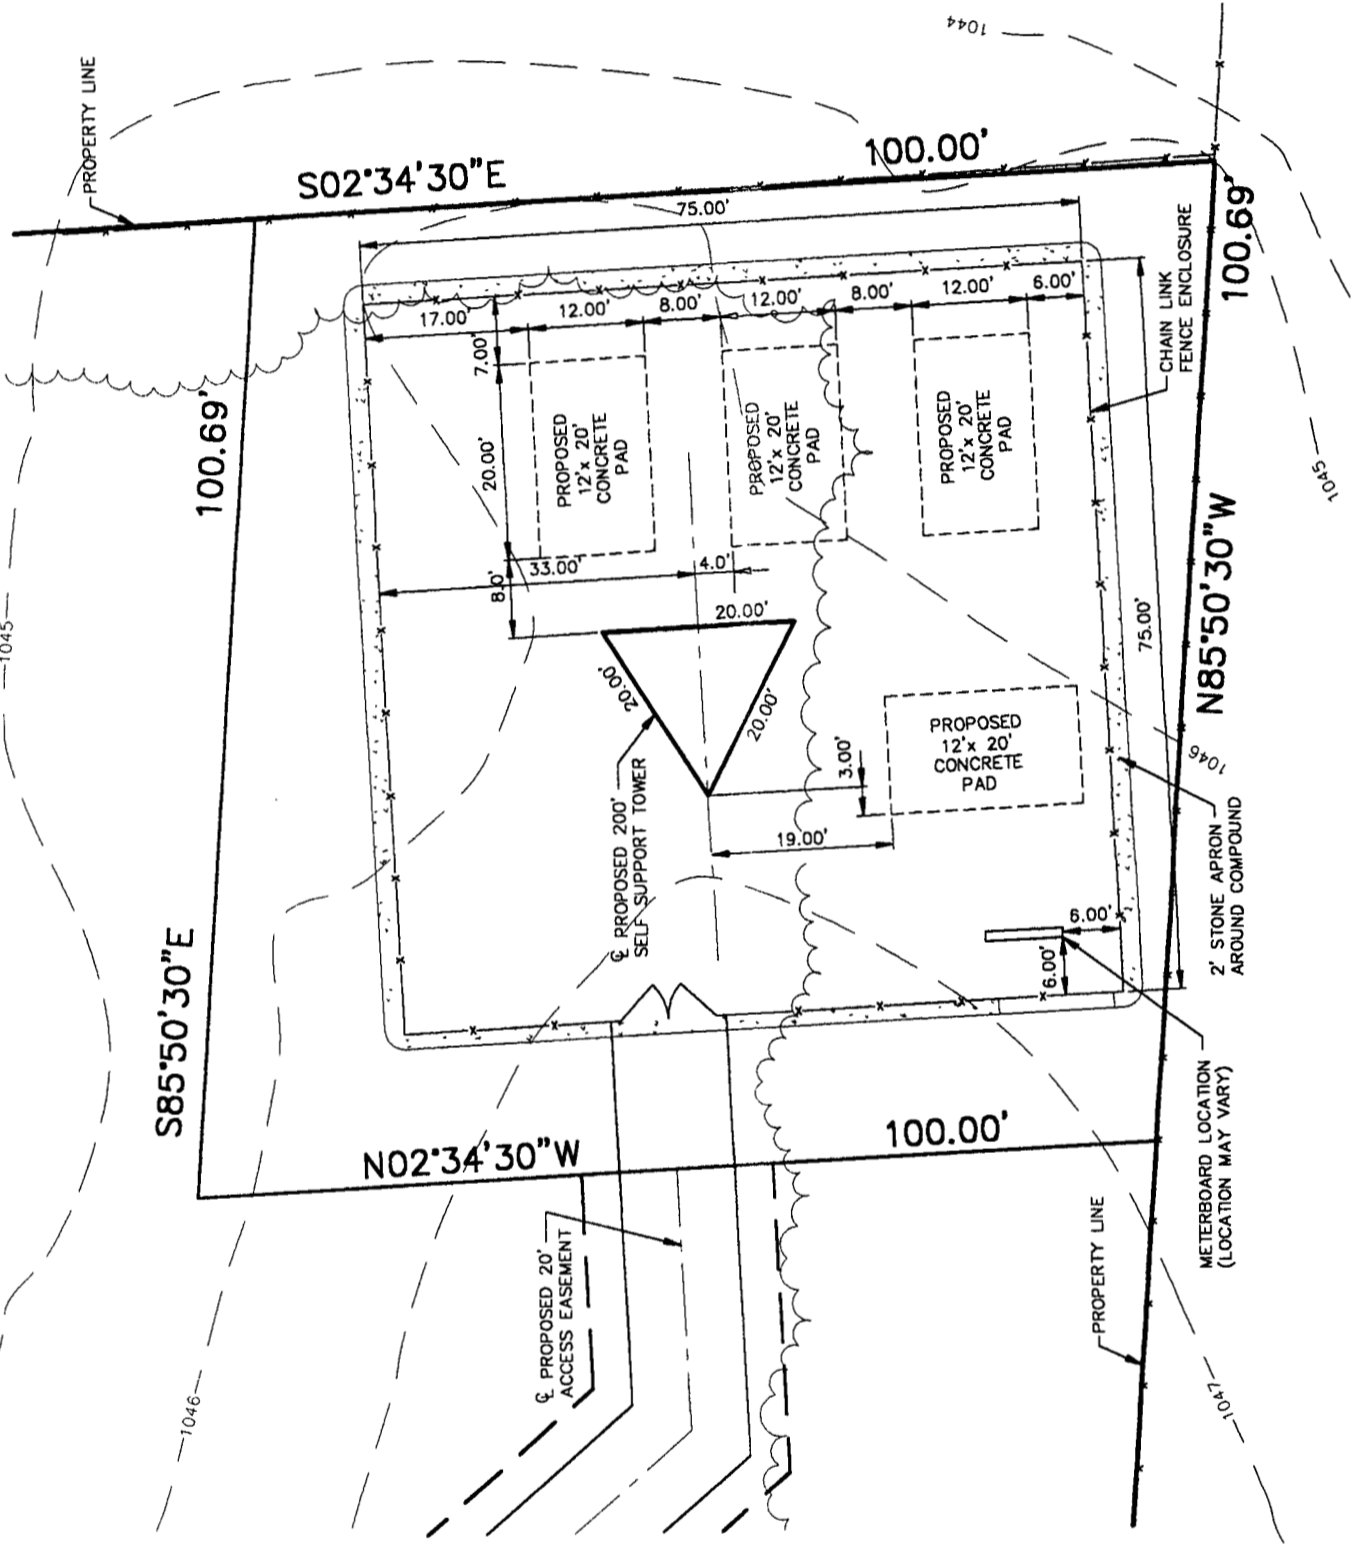 1044
PROPERTY LINE
S02°34'30"E
100.00'
75.00'
100.69'
CHAIN LINK
FENCE ENCLOSURE
17.00'
12.00'
8.00'
12.00'
8.00'
12.00'
6.00'
7.00'
20.00'
PROPOSED
12'x 20'
CONCRETE
PAD
PROPOSED
12'x 20'
CONCRETE
PAD
PROPOSED
12'x 20'
CONCRETE
PAD
100.69'
1045
1045
33.00'
4.0'
8.0'
20.00'
20.00'
20.00'
75.00'
N85°50'30"W
PROPOSED
12'x 20'
CONCRETE
PAD
3.00'
19.00'
1046
℄ PROPOSED 200'
SELF SUPPORT TOWER
2' STONE APRON
AROUND COMPOUND
6.00'
6.00'
S85°50'30"E
N02°34'30"W
100.00'
METERBOARD LOCATION
(LOCATION MAY VARY)
℄ PROPOSED 20'
ACCESS EASEMENT
PROPERTY LINE
1046
1047